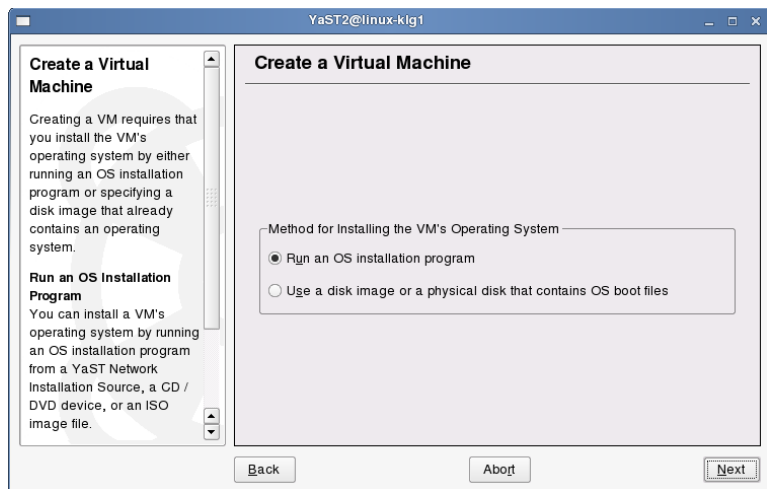 YaST2@linux-klg1
Create a Virtual
Machine
Creating a VM requires that
you install the VM's
operating system by either
running an OS installation
program or specifying a
disk image that already
contains an operating
system.
Run an OS Installation
Program
You can install a VM's
operating system by running
an OS installation program
from a YaST Network
Installation Source, a CD /
DVD device, or an ISO
image file.
Create a Virtual Machine
Method for Installing the VM's Operating System
Run an OS installation program
Use a disk image or a physical disk that contains OS boot files
Back
Abort
Next